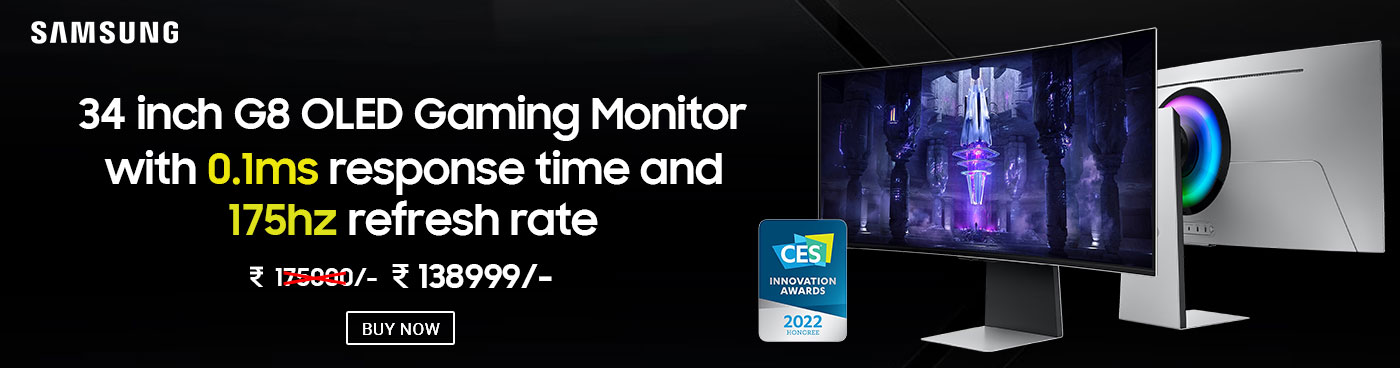 SAMSUNG
34 inch G8 OLED Gaming Monitor
with 0.1ms response time and
175hz refresh rate
₹ 175000/- ₹ 138999/-
BUY NOW
CES
INNOVATION
AWARDS
2022
HONOREE